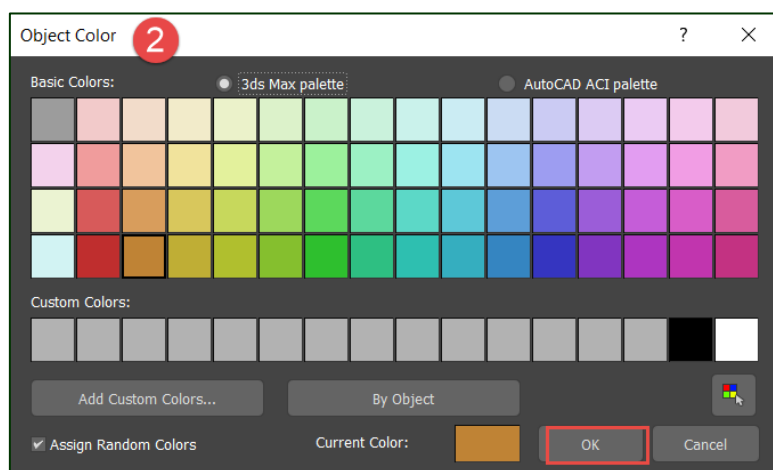 Object Color 2 ?
Basic Colors: 3ds Max palette AutoCAD ACI palette
Custom Colors:
Add Custom Colors... By Object
Assign Random Colors Current Color: OK Cancel